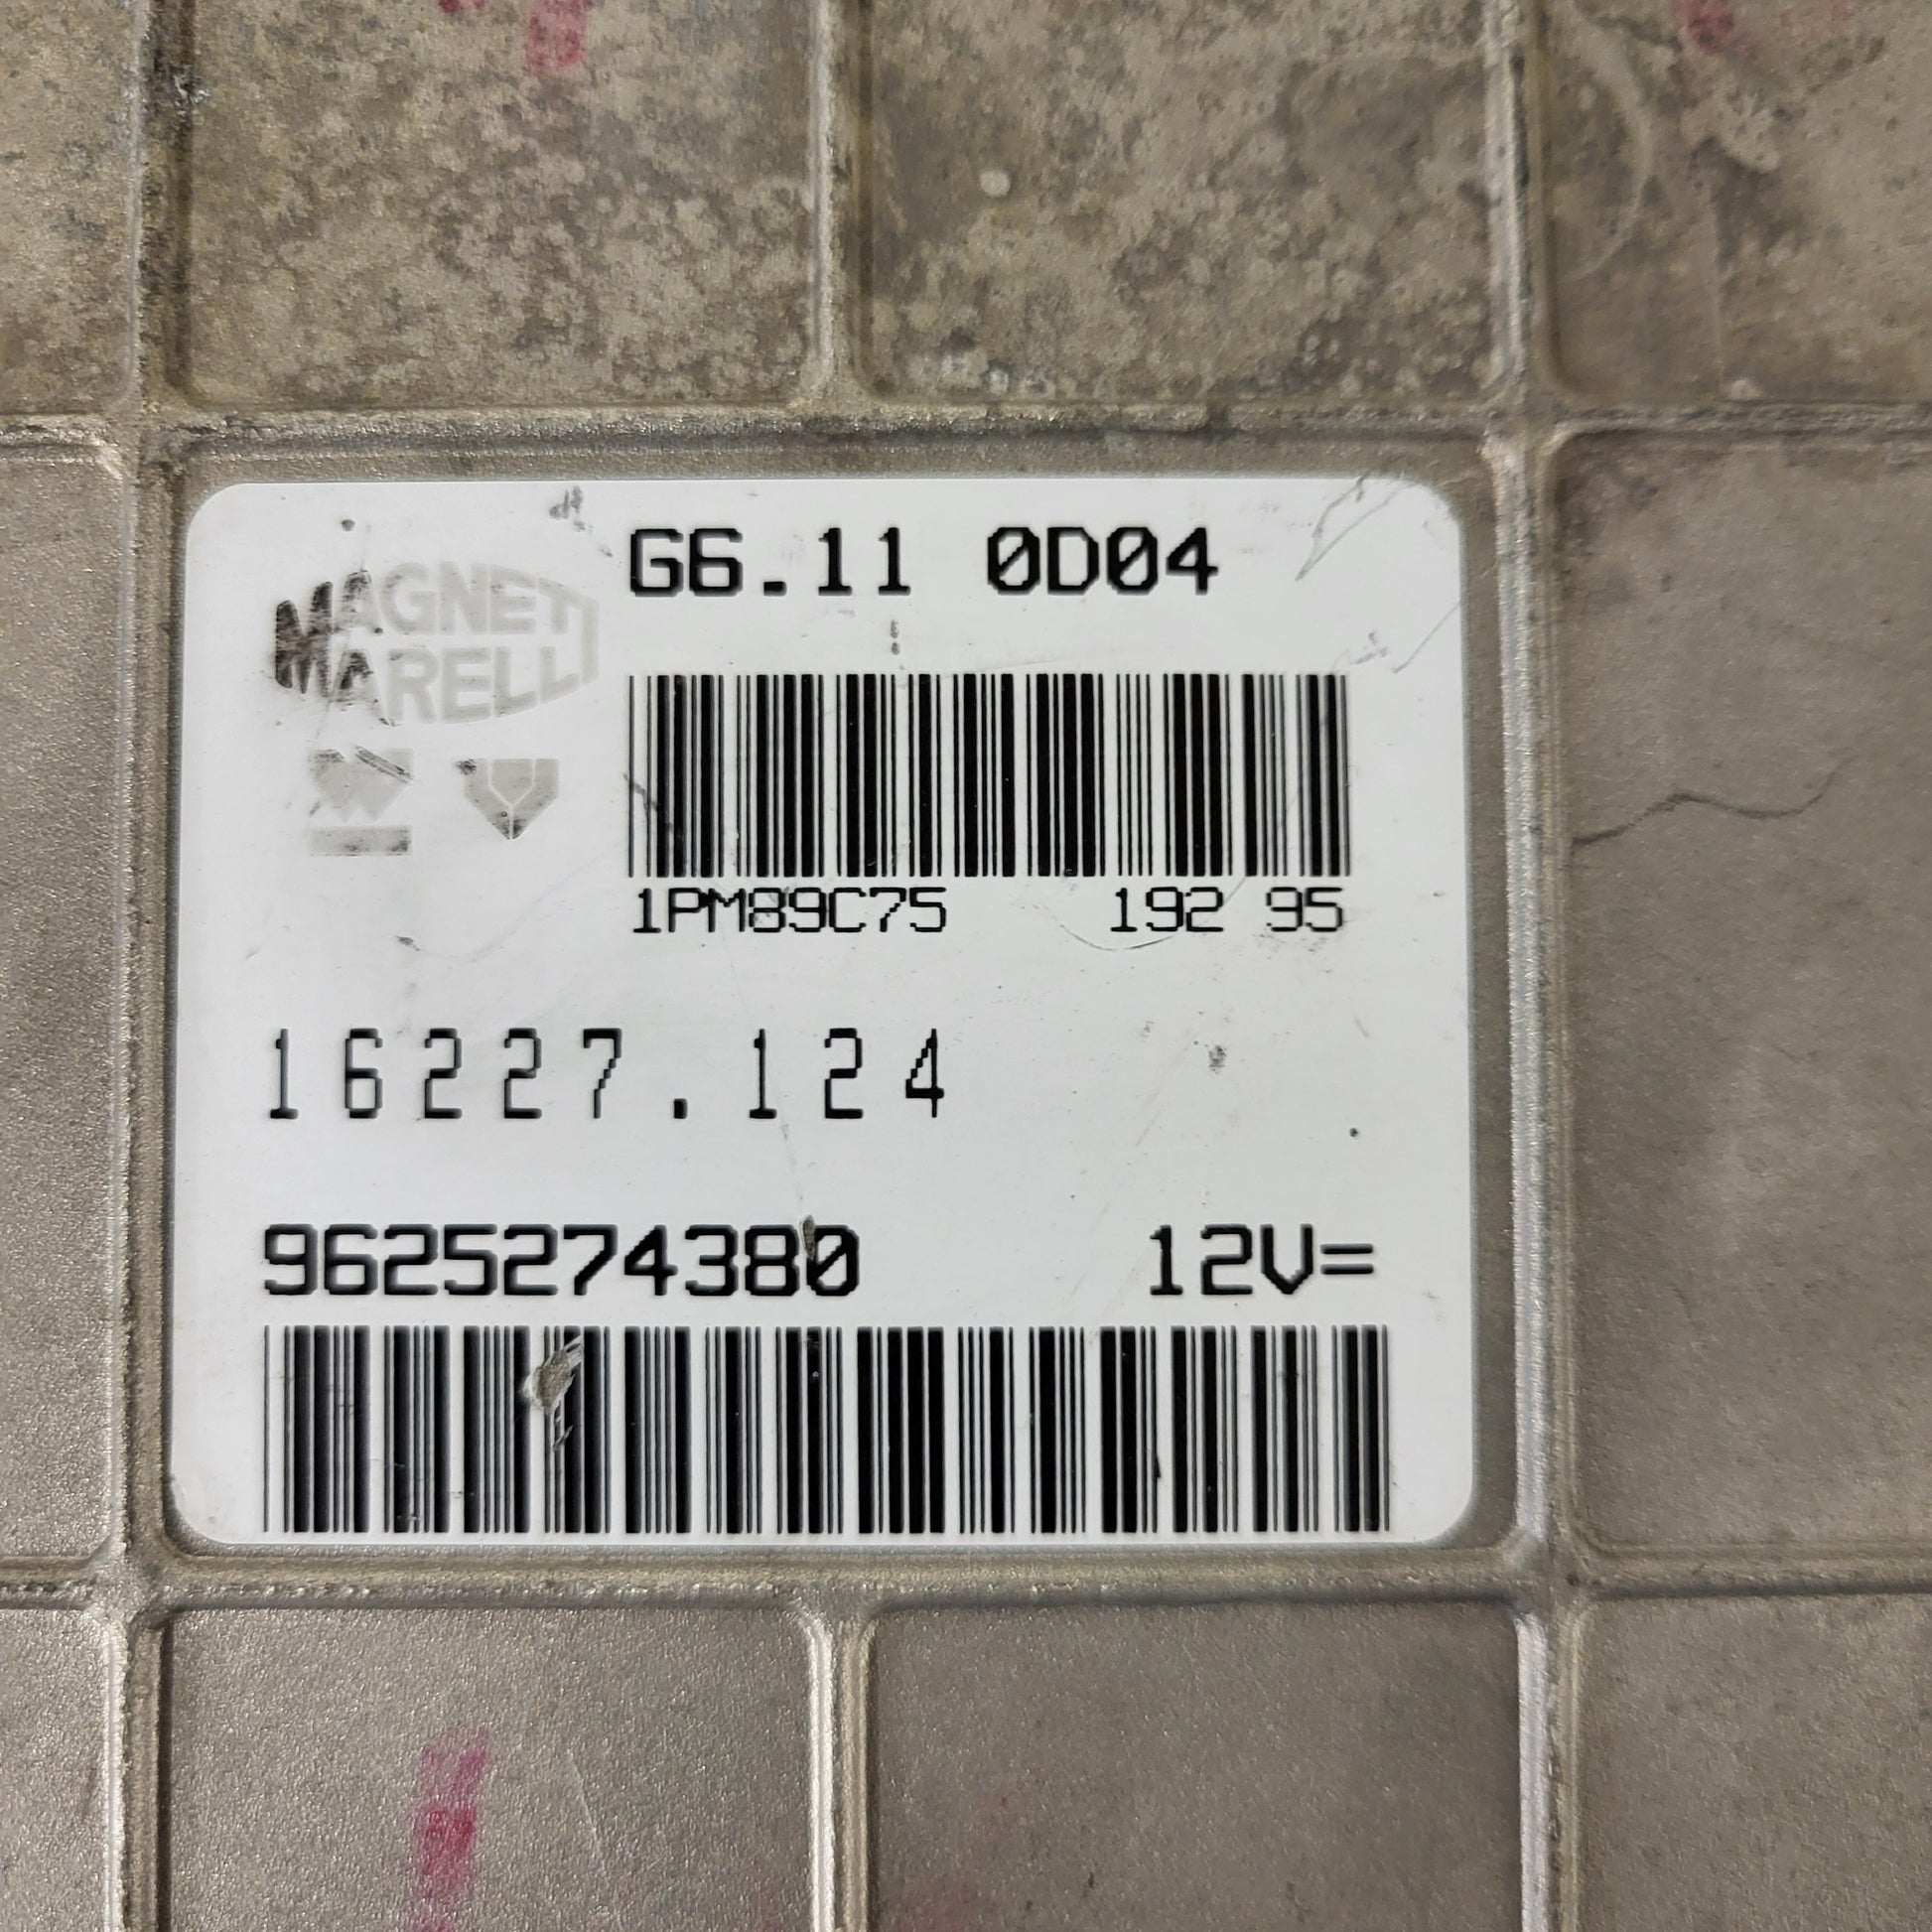 MAGNETI
MARELLI
G6.11 0D04
1PM89C75 192 95
16227.124
9625274380 12V=